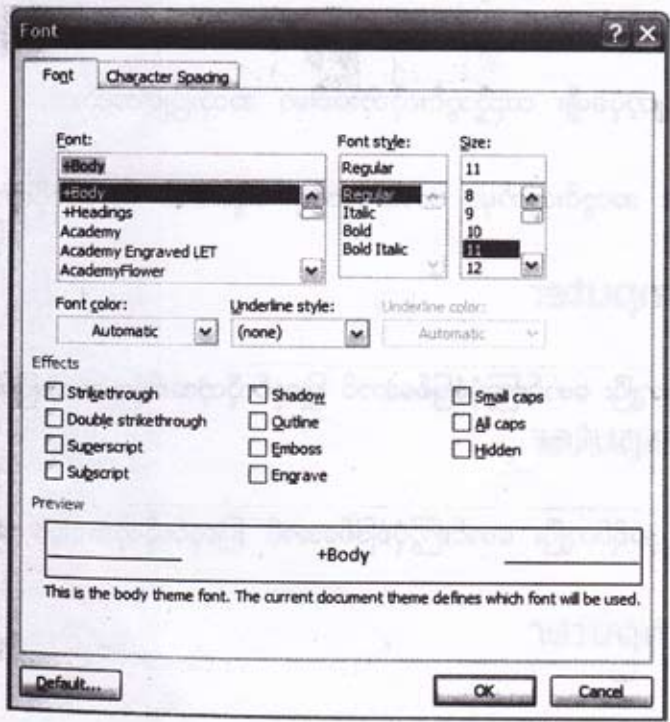 Font
Font Character Spacing
Font: Font style: Size:
+Body Regular 11
+Body Regular 8
+Headings Italic 9
Academy Bold 10
Academy Engraved LET Bold Italic 11
AcademyFlower 12
Font color: Underline style: Underline color:
Automatic (none) Automatic
Effects
Strikethrough Shadow Small caps
Double strikethrough Outline All caps
Superscript Emboss Hidden
Subscript Engrave
Preview
+Body
This is the body theme font. The current document theme defines which font will be used.
Default... OK Cancel